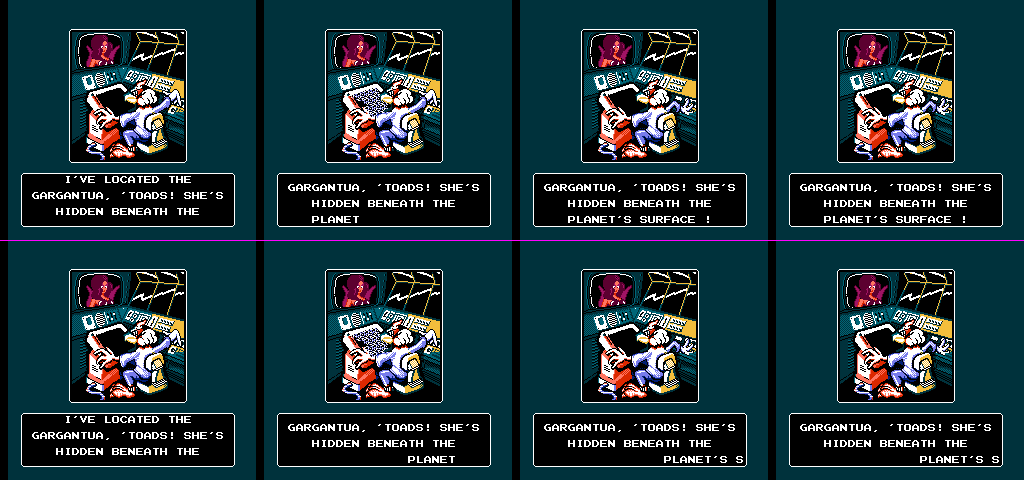 I'VE LOCATED THE
GARGANTUA, 'TOADS! SHE'S
HIDDEN BENEATH THE
GARGANTUA, 'TOADS! SHE'S
HIDDEN BENEATH THE
PLANET
GARGANTUA, 'TOADS! SHE'S
HIDDEN BENEATH THE
PLANET'S SURFACE !
GARGANTUA, 'TOADS! SHE'S
HIDDEN BENEATH THE
PLANET'S SURFACE !
I'VE LOCATED THE
GARGANTUA, 'TOADS! SHE'S
HIDDEN BENEATH THE
GARGANTUA, 'TOADS! SHE'S
HIDDEN BENEATH THE
PLANET
GARGANTUA, 'TOADS! SHE'S
HIDDEN BENEATH THE
PLANET'S S
GARGANTUA, 'TOADS! SHE'S
HIDDEN BENEATH THE
PLANET'S S